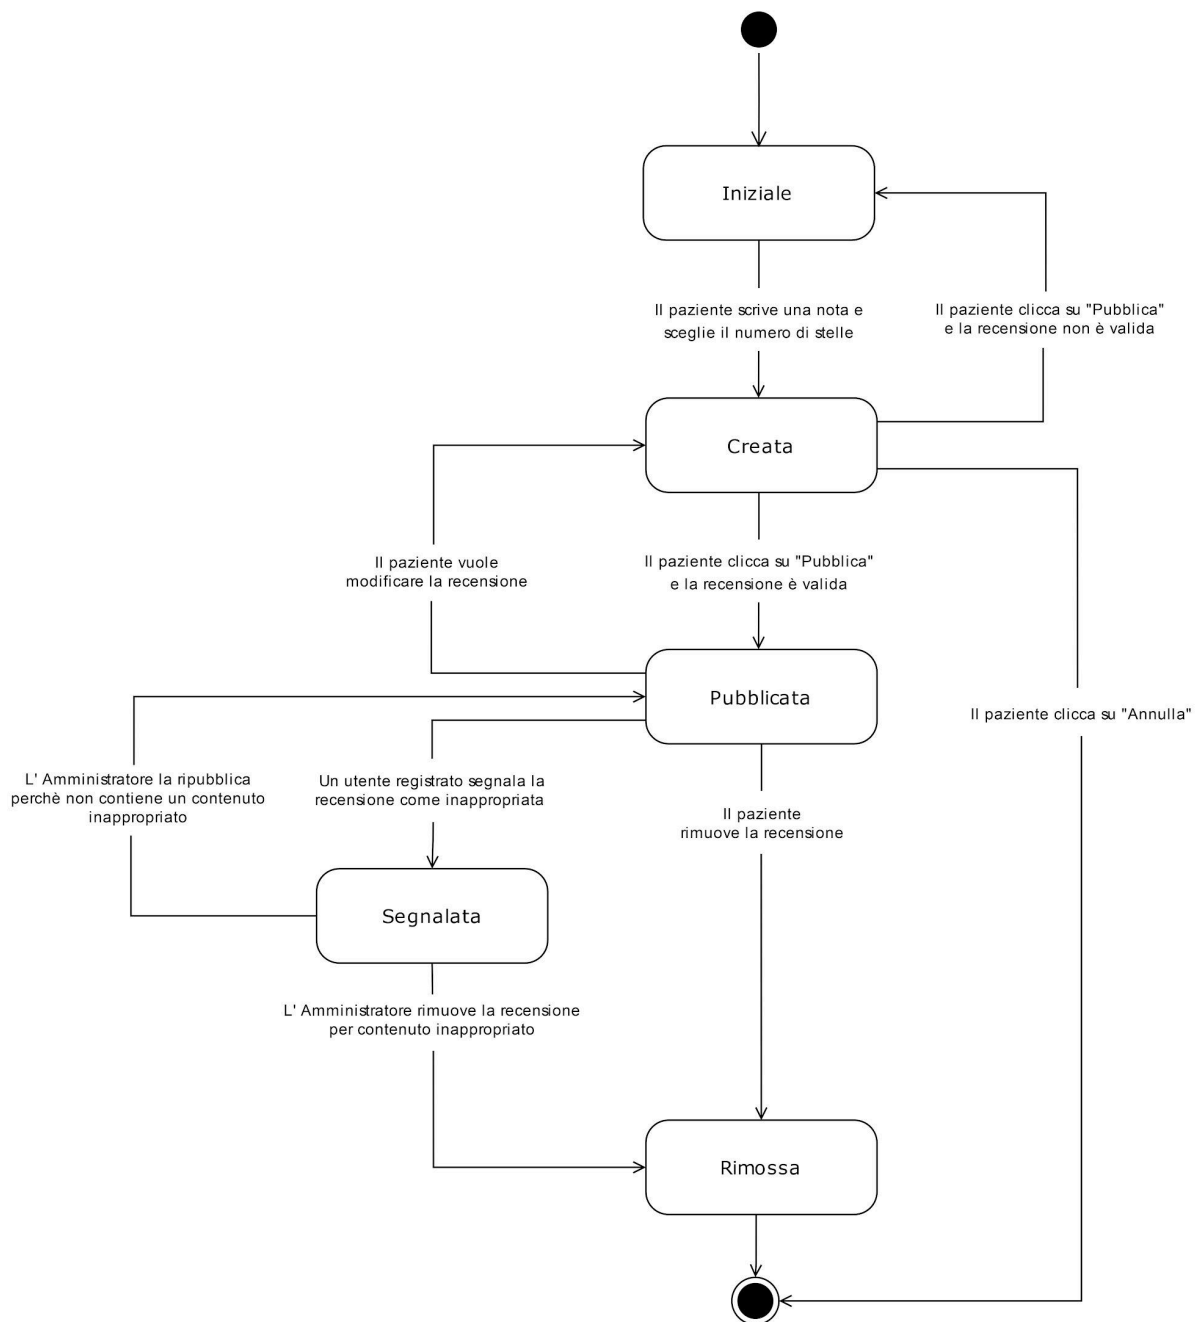 Iniziale
Il paziente scrive una nota e
sceglie il numero di stelle
Il paziente clicca su "Pubblica"
e la recensione non è valida
Creata
Il paziente vuole
modificare la recensione
Il paziente clicca su "Pubblica"
e la recensione è valida
Pubblicata
Il paziente clicca su "Annulla"
L' Amministratore la ripubblica
perchè non contiene un contenuto
inappropriato
Un utente registrato segnala la
recensione come inappropriata
Il paziente
rimuove la recensione
Segnalata
L' Amministratore rimuove la recensione
per contenuto inappropriato
Rimossa